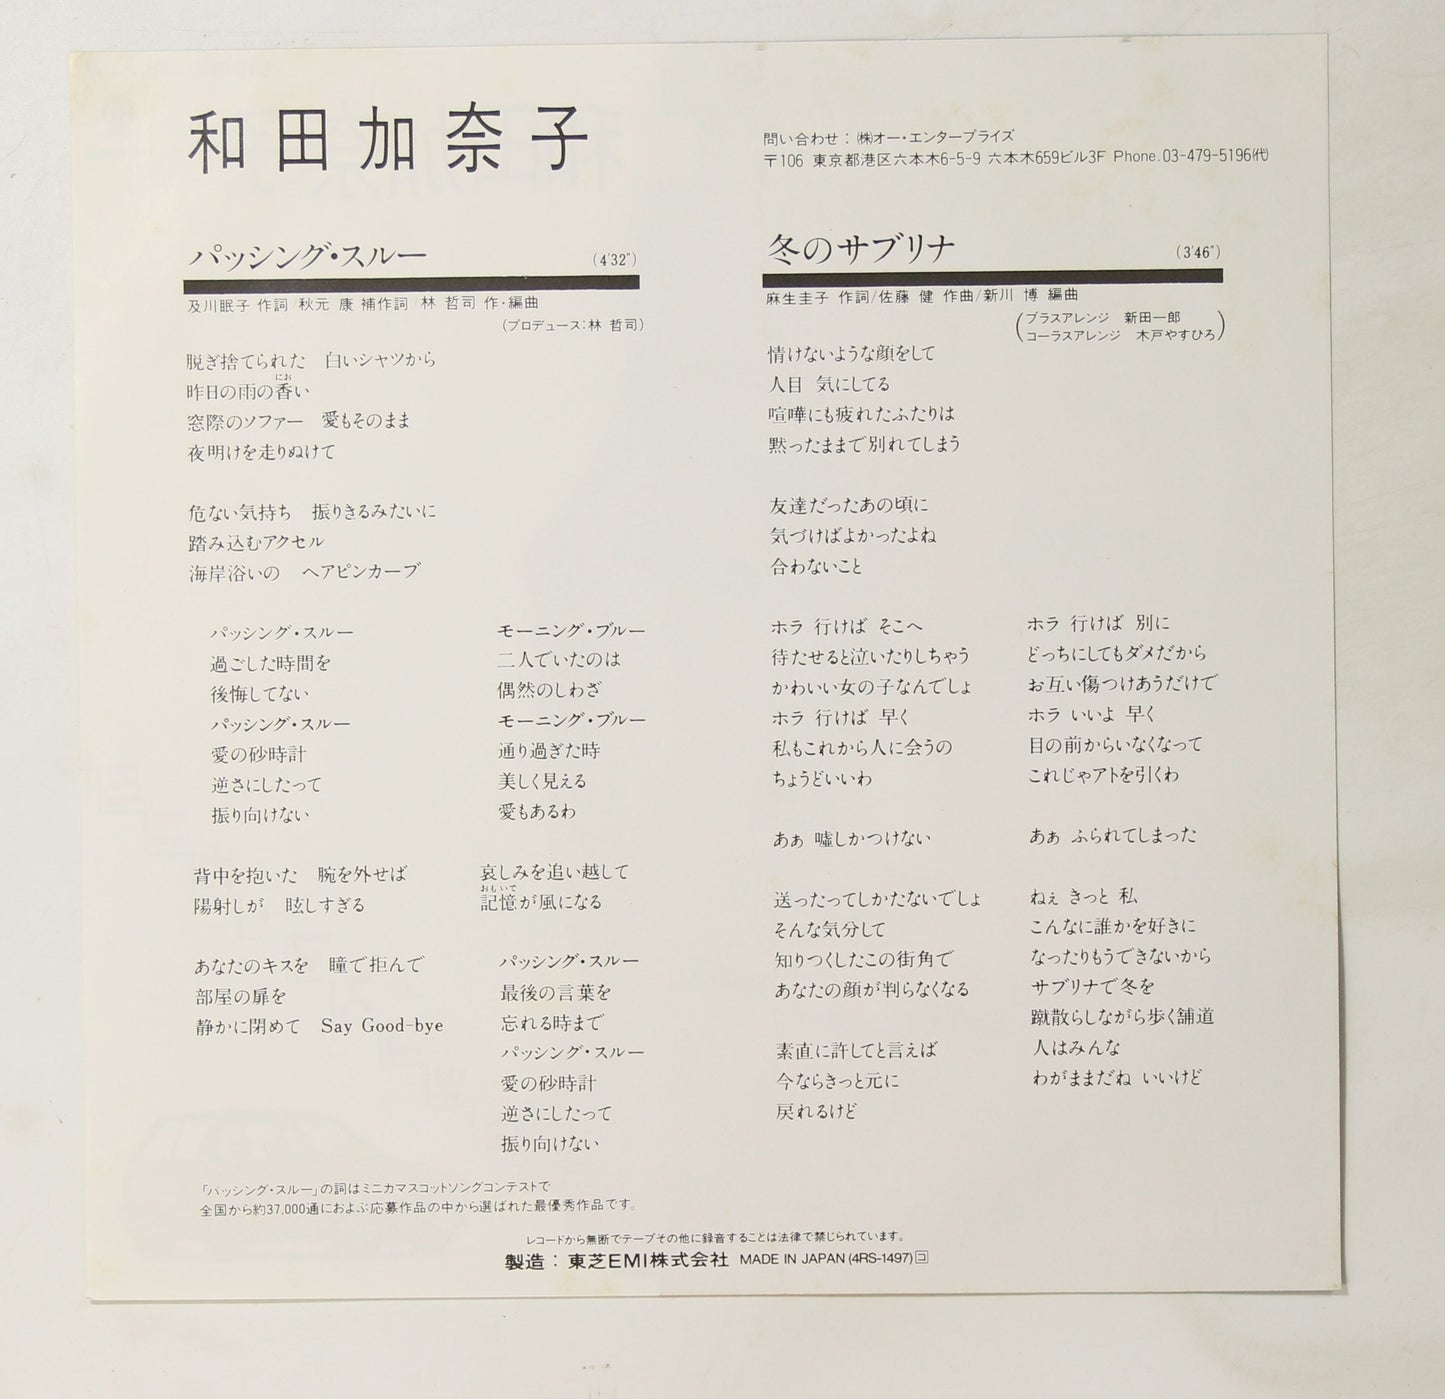 和田加奈子
問い合わせ：㈱オー・エンタープライズ
〒106 東京都港区六本木6-5-9 六本木659ビル3F Phone.03-479-5196㈹
パッシング・スルー (4'32")
及川眠子 作詞/秋元 康 補作詞/林 哲司 作・編曲
(プロデュース:林 哲司)
脱ぎ捨てられた　白いシャツから
昨日の雨の香い
にお
窓際のソファー　愛もそのまま
夜明けを走りぬけて
危ない気持ち　振りきるみたいに
踏み込むアクセル
海岸浴いの　ヘアピンカーブ
パッシング・スルー
過ごした時間を
後悔してない
パッシング・スルー
愛の砂時計
逆さにしたって
振り向けない
背中を抱いた　腕を外せば
陽射しが　眩しすぎる
あなたのキスを　瞳で拒んで
部屋の扉を
静かに閉めて　Say Good-bye
モーニング・ブルー
二人でいたのは
偶然のしわざ
モーニング・ブルー
通り過ぎた時
美しく見える
愛もあるわ
哀しみを追い越して
おもいで
記憶が風になる
パッシング・スルー
最後の言葉を
忘れる時まで
パッシング・スルー
愛の砂時計
逆さにしたって
振り向けない
「パッシング・スルー」の詞はミニカマスコットソングコンテストで
全国から約37,000通におよぶ応募作品の中から選ばれた最優秀作品です。
冬のサブリナ (3'46")
麻生圭子 作詞/佐藤 健 作曲/新川 博 編曲
(ブラスアレンジ　新田一郎
コーラスアレンジ　木戸やすひろ)
情けないような顔をして
人目 気にしてる
喧嘩にも疲れたふたりは
黙ったままで別れてしまう
友達だったあの頃に
気づけばよかったよね
合わないこと
ホラ 行けば そこへ
待たせると泣いたりしちゃう
かわいい女の子なんでしょ
ホラ 行けば 早く
私もこれから人に会うの
ちょうどいいわ
あぁ 嘘しかつけない
送ったってしかたないでしょ
そんな気分して
知りつくしたこの街角で
あなたの顔が判らなくなる
素直に許してと言えば
今ならきっと元に
戻れるけど
ホラ 行けば 別に
どっちにしてもダメだから
お互い傷つけあうだけで
ホラ いいよ 早く
目の前からいなくなって
これじゃアトを引くわ
あぁ ふられてしまった
ねぇ きっと 私
こんなに誰かを好きに
なったりもうできないから
サブリナで冬を
蹴散らしながら歩く舗道
人はみんな
わがままだね いいけど
レコードから無断でテープその他に録音することは法律で禁じられています。
製造：東芝EMI株式会社 MADE IN JAPAN (4RS-1497) コ